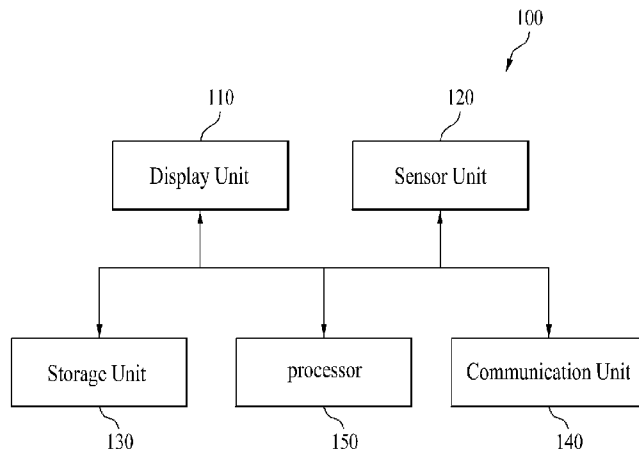 100
110
120
Display Unit
Sensor Unit
Storage Unit
processor
Communication Unit
130
150
140